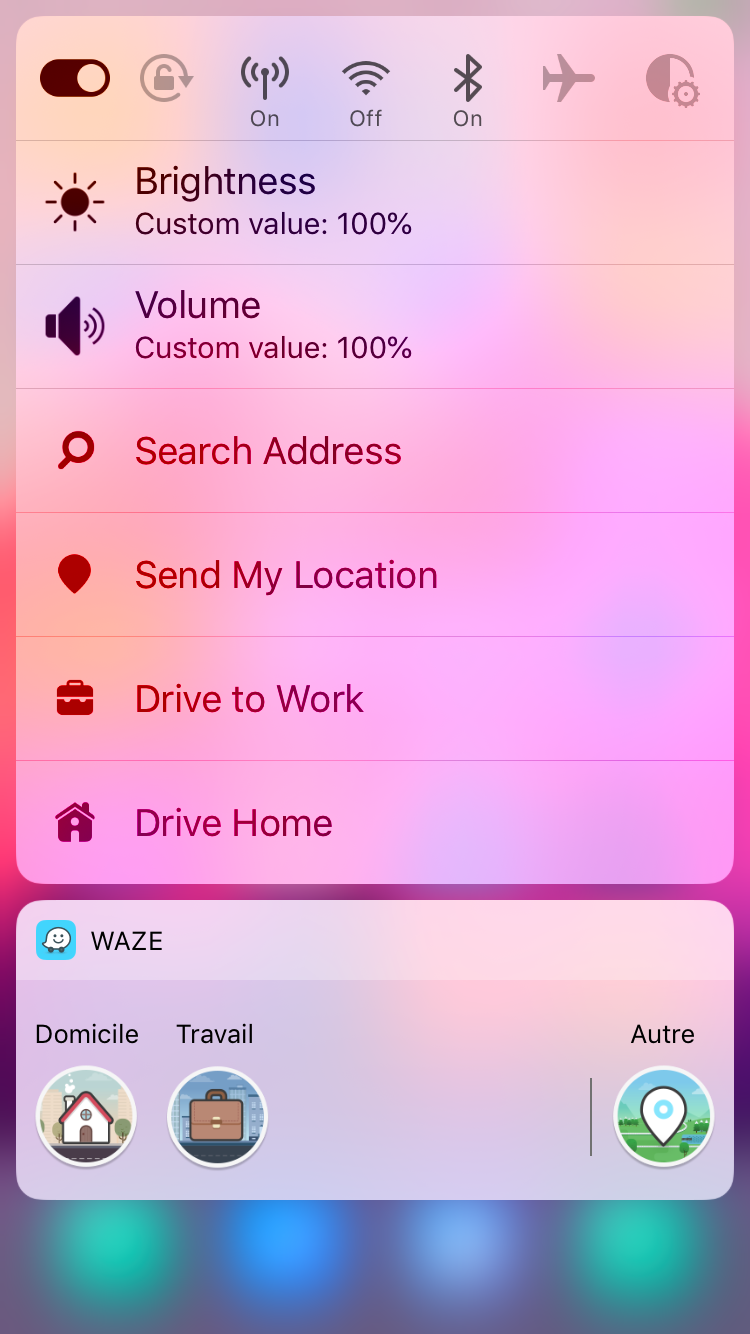 On Off On
Brightness
Custom value: 100%
Volume
Custom value: 100%
Search Address
Send My Location
Drive to Work
Drive Home
WAZE
Domicile Travail Autre